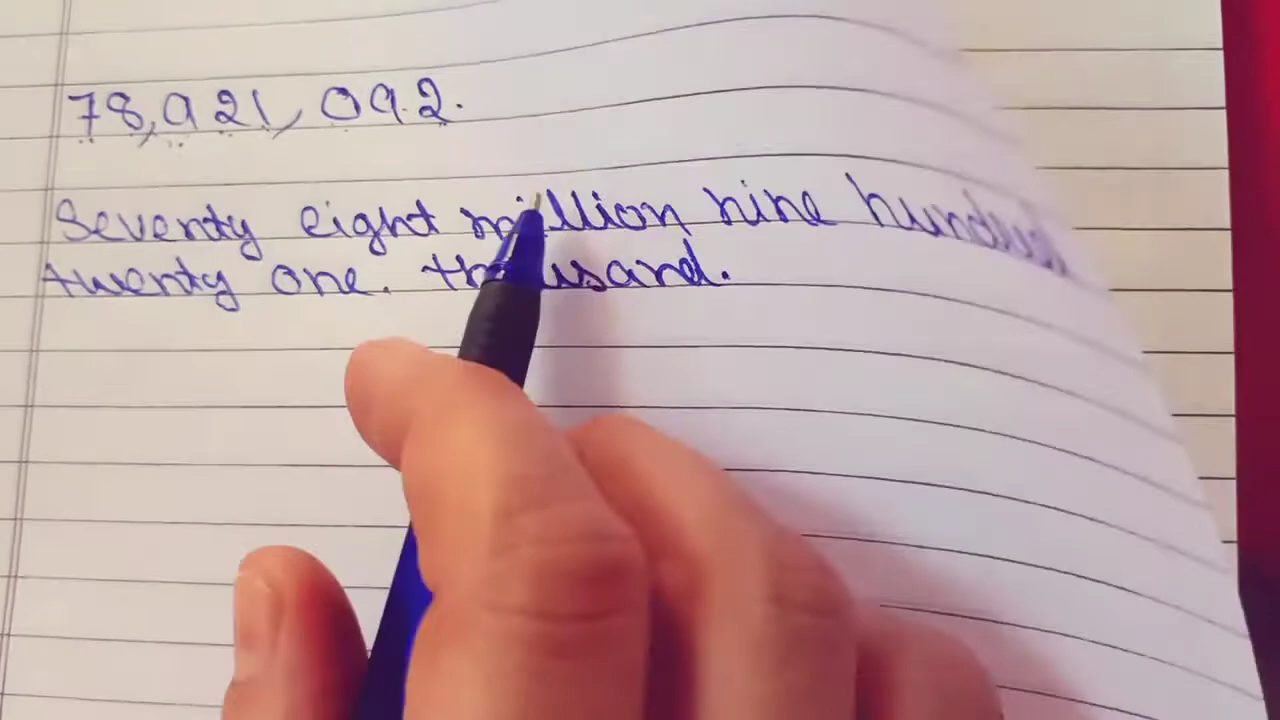 78,921,092.
Seventy eight million nine hundred
twenty one. thousand.